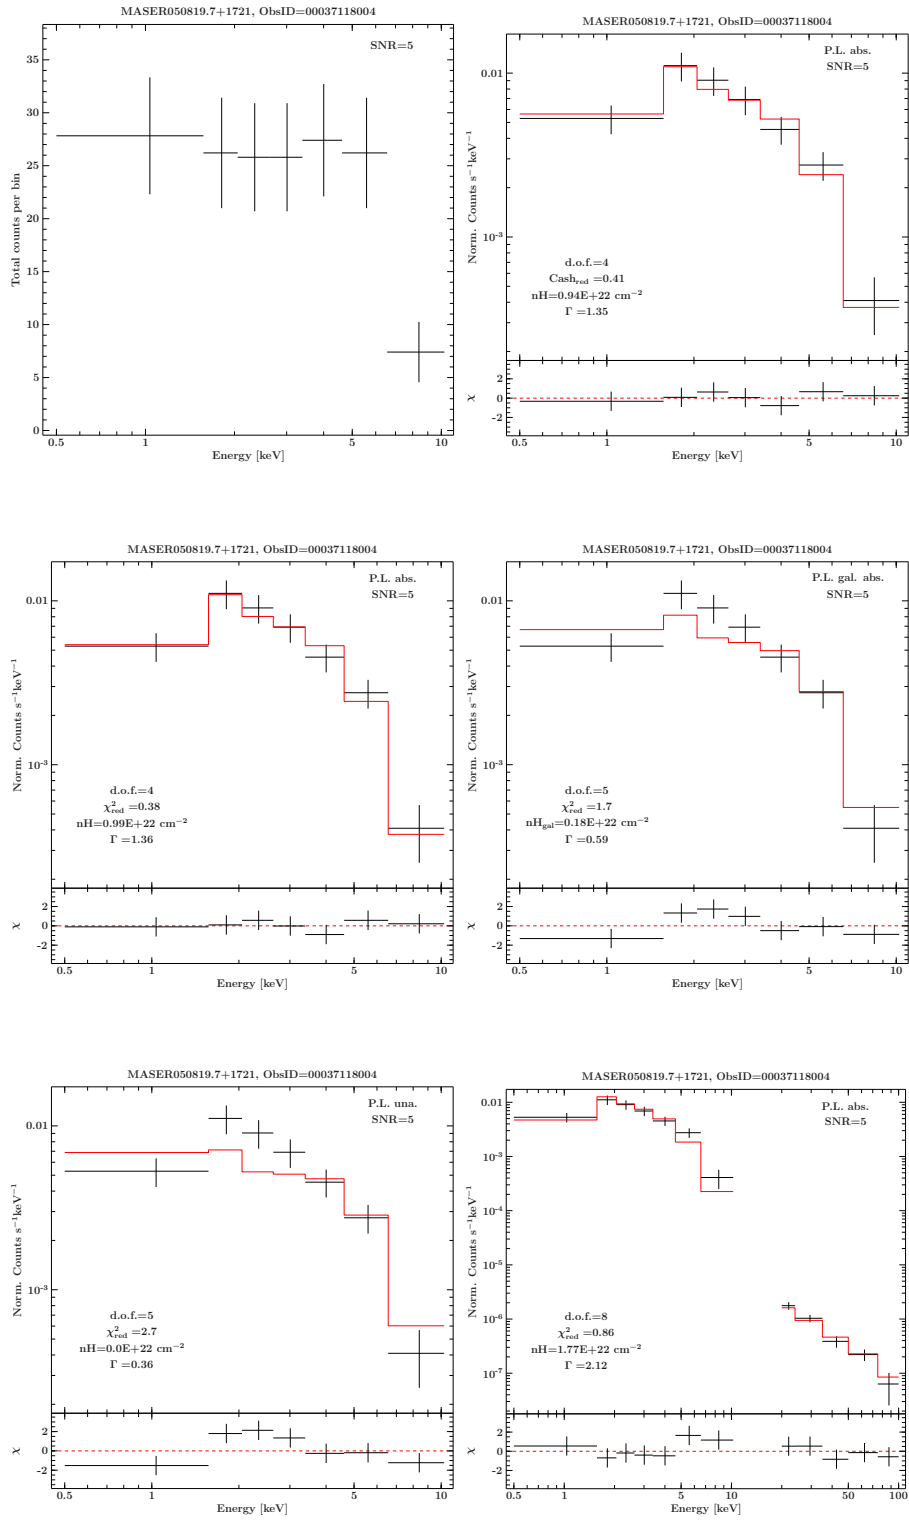 MASER050819.7+1721, ObsID=00037118004
SNR=5
35
30
25
20
15
10
5
0
Total counts per bin
0.5 1 2 5 10
Energy [keV]
MASER050819.7+1721, ObsID=00037118004
P.L. abs.
SNR=5
0.01
10⁻³
Norm. Counts s⁻¹keV⁻¹
d.o.f.=4
Cash_red =0.41
nH=0.94E+22 cm⁻²
Γ =1.35
2
0
-2
χ
0.5 1 2 5 10
Energy [keV]
MASER050819.7+1721, ObsID=00037118004
P.L. abs.
SNR=5
0.01
10⁻³
Norm. Counts s⁻¹keV⁻¹
d.o.f.=4
χ²_red =0.38
nH=0.99E+22 cm⁻²
Γ =1.36
2
0
-2
χ
0.5 1 2 5 10
Energy [keV]
MASER050819.7+1721, ObsID=00037118004
P.L. gal. abs
SNR=5
0.01
10⁻³
Norm. Counts s⁻¹keV⁻¹
d.o.f.=5
χ²_red =1.7
nH_gal=0.18E+22 cm⁻²
Γ =0.59
2
0
-2
χ
0.5 1 2 5 10
Energy [keV]
MASER050819.7+1721, ObsID=00037118004
P.L. una.
SNR=5
0.01
10⁻³
Norm. Counts s⁻¹keV⁻¹
d.o.f.=5
χ²_red =2.7
nH=0.0E+22 cm⁻²
Γ =0.36
2
0
-2
χ
0.5 1 2 5 10
Energy [keV]
MASER050819.7+1721, ObsID=00037118004
P.L. abs.
SNR=5
0.01
10⁻³
10⁻⁴
10⁻⁵
10⁻⁶
10⁻⁷
Norm. Counts s⁻¹keV⁻¹
d.o.f.=8
χ²_red =0.86
nH=1.77E+22 cm⁻²
Γ =2.12
2
0
-2
χ
0.5 1 2 5 10 20 50 100
Energy [keV]